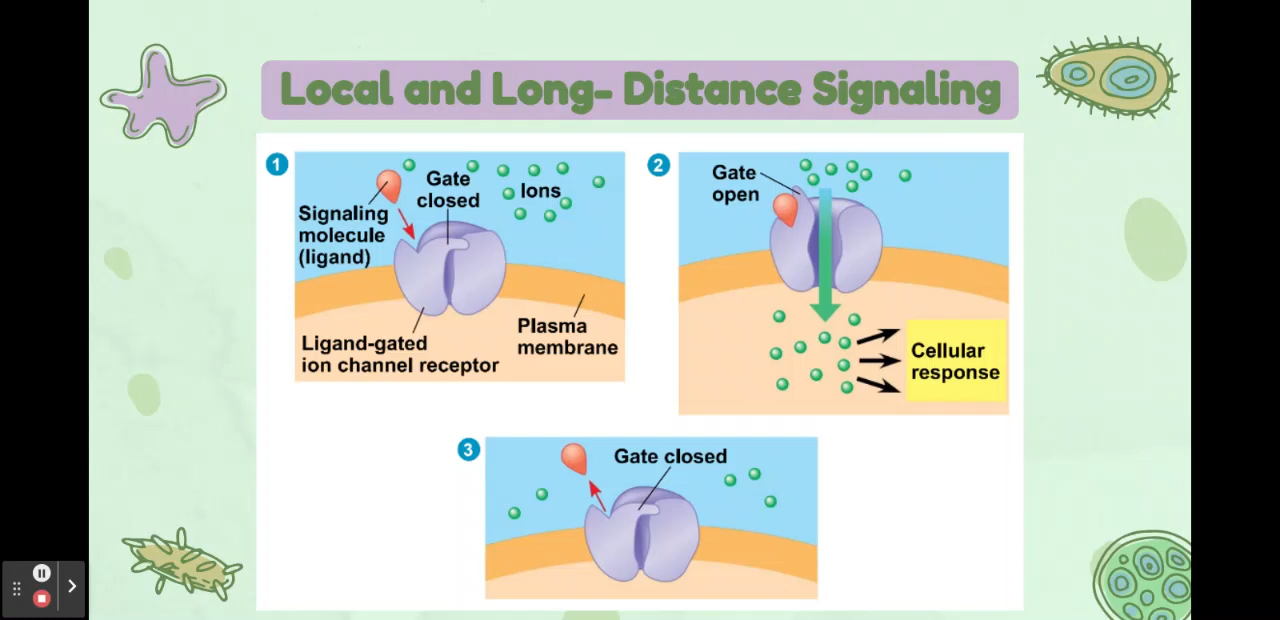 Local and Long- Distance Signaling
1
Signaling
molecule
(ligand)
Gate
closed
Ions
Ligand-gated
ion channel receptor
Plasma
membrane
2
Gate
open
Cellular
response
3
Gate closed